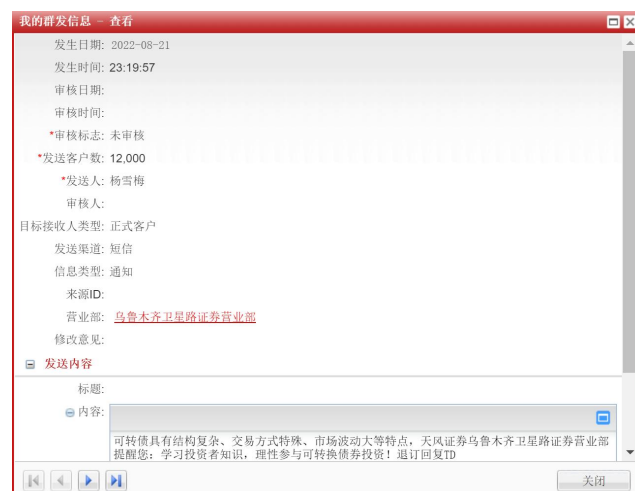 我的群发信息 - 查看
发生日期: 2022-08-21
发生时间: 23:19:57
审核日期:
审核时间:
*审核标志: 未审核
*发送客户数: 12,000
*发送人: 杨雪梅
审核人:
目标接收人类型: 正式客户
发送渠道: 短信
信息类型: 通知
来源ID:
营业部: 乌鲁木齐卫星路证券营业部
修改意见:
发送内容
标题:
内容:
可转债具有结构复杂、交易方式特殊、市场波动大等特点，天风证券乌鲁木齐卫星路证券营业部
提醒您：学习投资者知识，理性参与可转换债券投资！退订回复TD
关闭